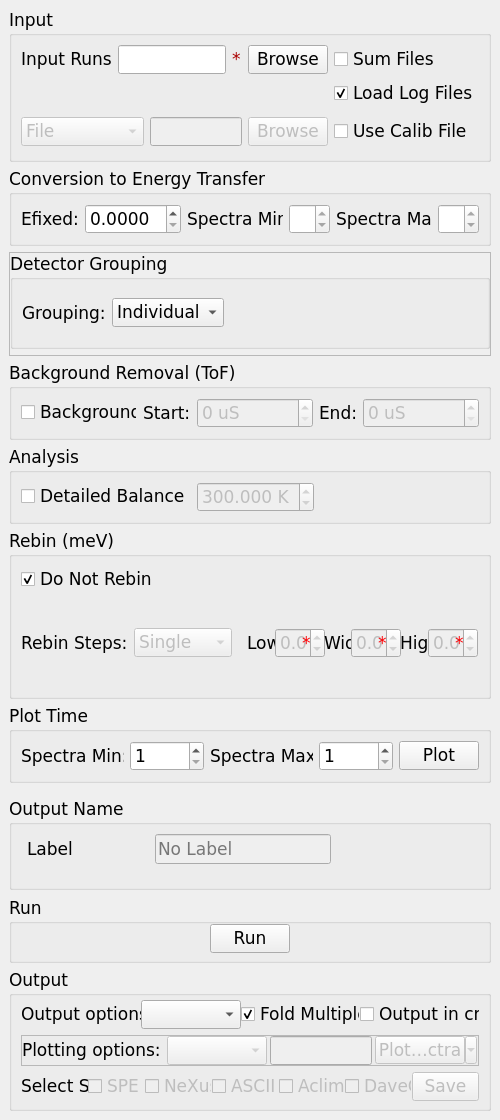 Input
Input Runs * Browse Sum Files
Load Log Files
File Browse Use Calib File
Conversion to Energy Transfer
Efixed: 0.0000 Spectra Min Spectra Ma
Detector Grouping
Grouping: Individual
Background Removal (ToF)
Background Start: 0 uS End: 0 uS
Analysis
Detailed Balance 300.000 K
Rebin (meV)
Do Not Rebin
Rebin Steps: Single Low 0.0 * Wid 0.0 * Hig 0.0 *
Plot Time
Spectra Min: 1 Spectra Max 1 Plot
Output Name
Label No Label
Run
Run
Output
Output options Fold Multiple Output in cr
Plotting options: Plot...ctra
Select S SPE NeXu ASCII Aclim Dave Save